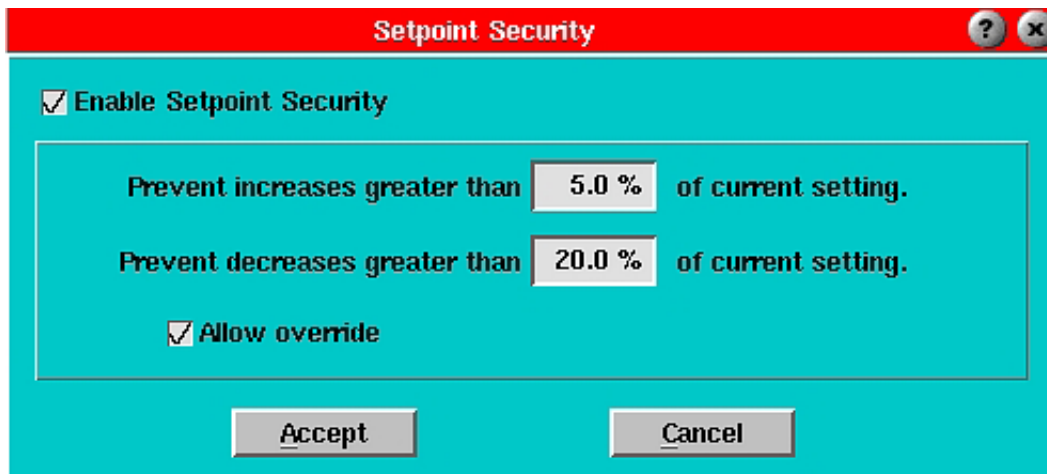 Setpoint Security ? x
Enable Setpoint Security
Prevent increases greater than 5.0 % of current setting.
Prevent decreases greater than 20.0 % of current setting.
Allow override
Accept Cancel